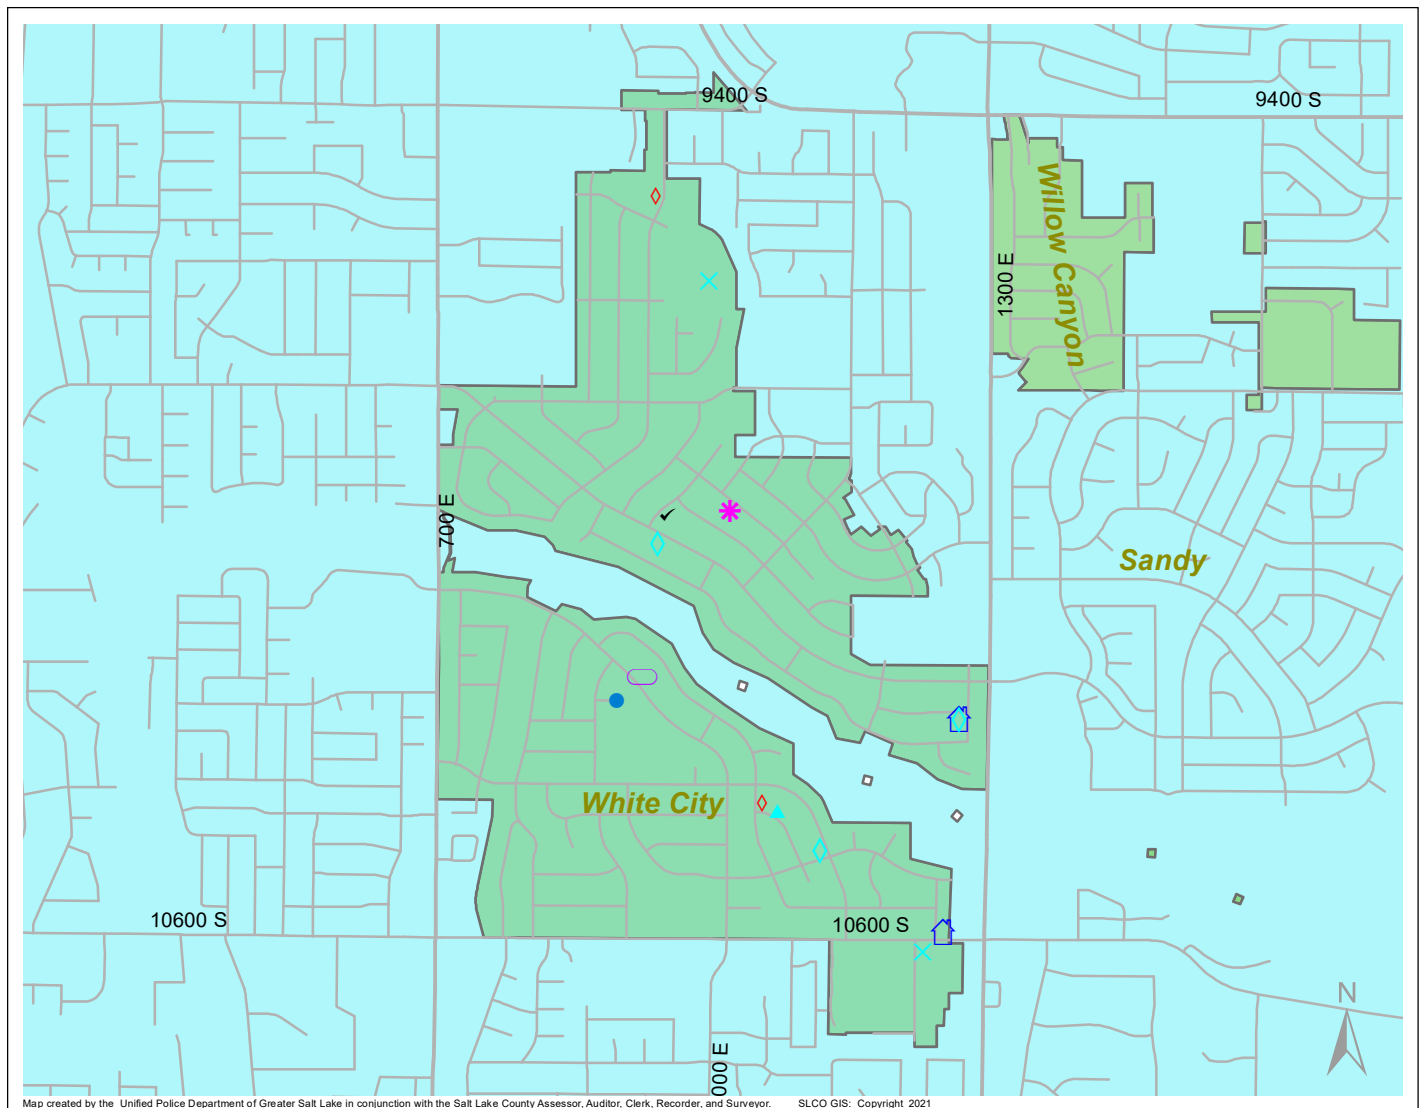 9400 S
9400 S
Willow Canyon
1300 E
700 E
Sandy
White City
10600 S
10600 S
000 E
N
Map created by the Unified Police Department of Greater Salt Lake in conjunction with the Salt Lake County Assessor, Auditor, Clerk, Recorder, and Surveyor. SLCO GIS: Copyright 2021